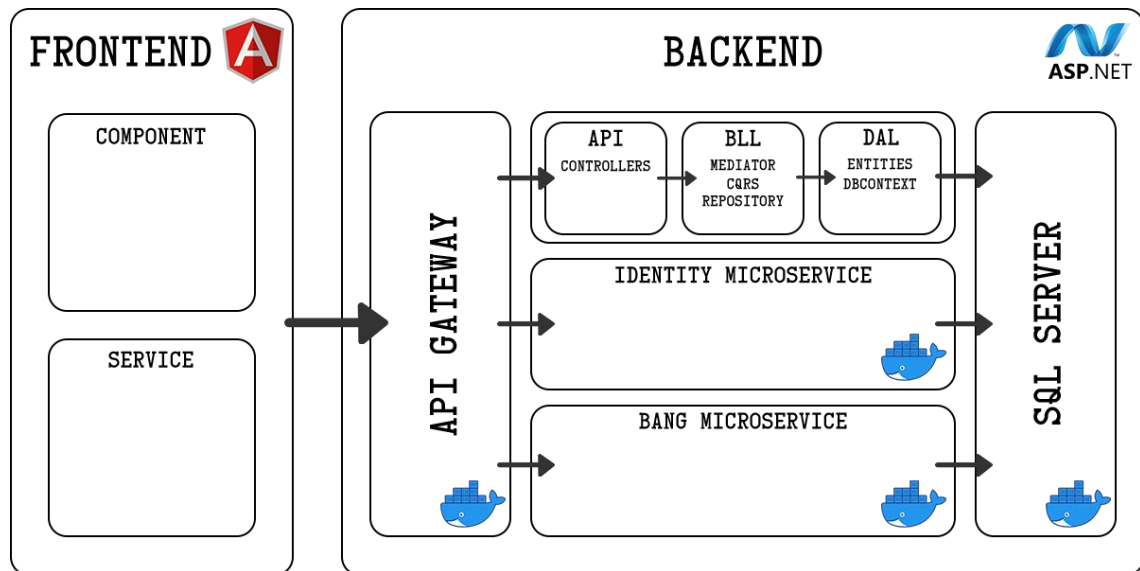 FRONTEND
COMPONENT
SERVICE
BACKEND
ASP.NET
API GATEWAY
API
CONTROLLERS
BLL
MEDIATOR
CQRS
REPOSITORY
DAL
ENTITIES
DBCONTEXT
IDENTITY MICROSERVICE
BANG MICROSERVICE
SQL SERVER